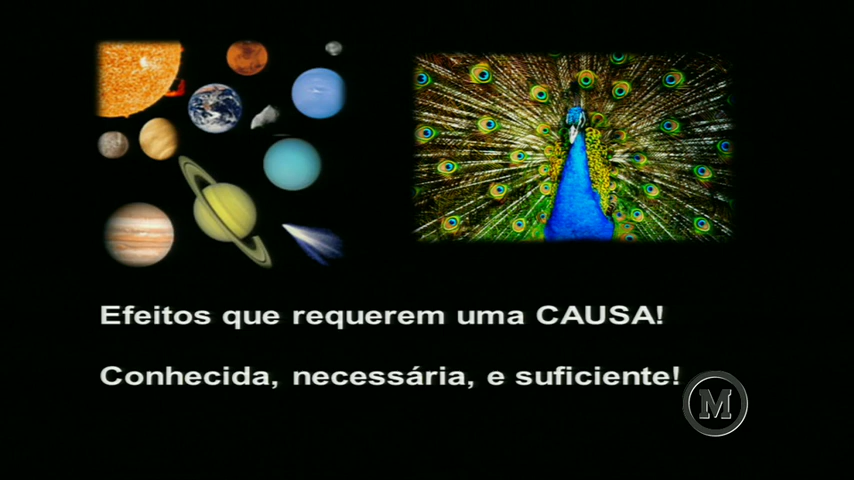 Efeitos que requerem uma CAUSA!
Conhecida, necessária, e suficiente!
M